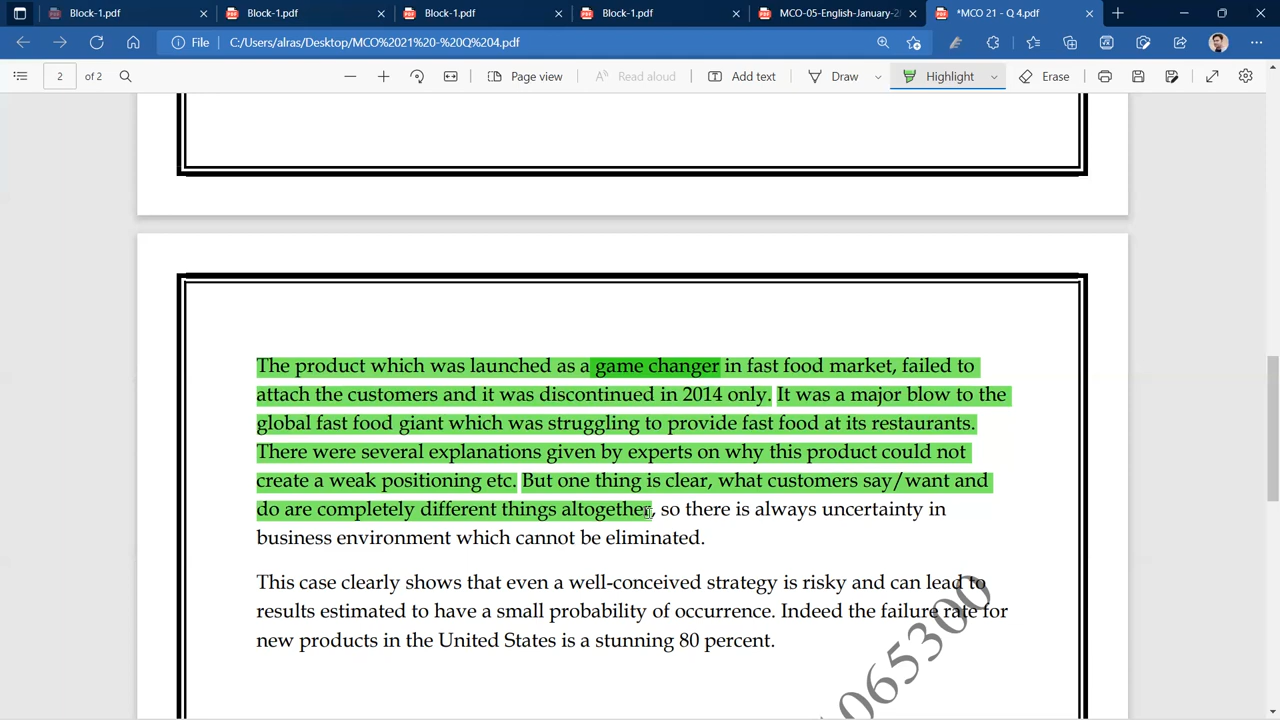 Block-1.pdf
Block-1.pdf
Block-1.pdf
Block-1.pdf
MCO-05-English-January-2
*MCO 21 - Q 4.pdf
File
C:/Users/alras/Desktop/MCO%2021%20-%20Q%204.pdf
2
of 2
Page view
Read aloud
Add text
Draw
Highlight
Erase
The product which was launched as a game changer in fast food market, failed to
attach the customers and it was discontinued in 2014 only. It was a major blow to the
global fast food giant which was struggling to provide fast food at its restaurants.
There were several explanations given by experts on why this product could not
create a weak positioning etc. But one thing is clear, what customers say/want and
do are completely different things altogether, so there is always uncertainty in
business environment which cannot be eliminated.
This case clearly shows that even a well-conceived strategy is risky and can lead to
results estimated to have a small probability of occurrence. Indeed the failure rate for
new products in the United States is a stunning 80 percent.
065300